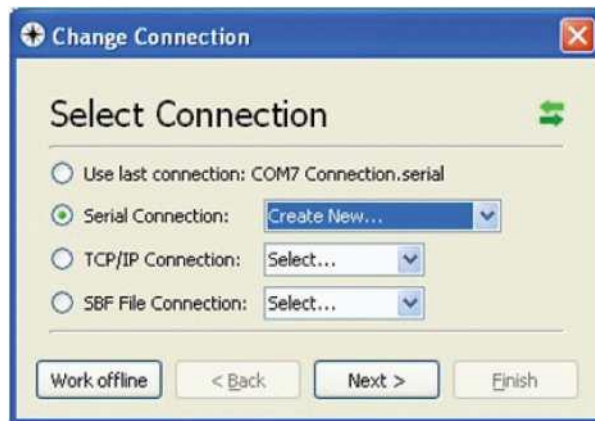 Change Connection
Select Connection
Use last connection: COM7 Connection.serial
Serial Connection: Create New...
TCP/IP Connection: Select...
SBF File Connection: Select...
Work offline < Back Next > Finish